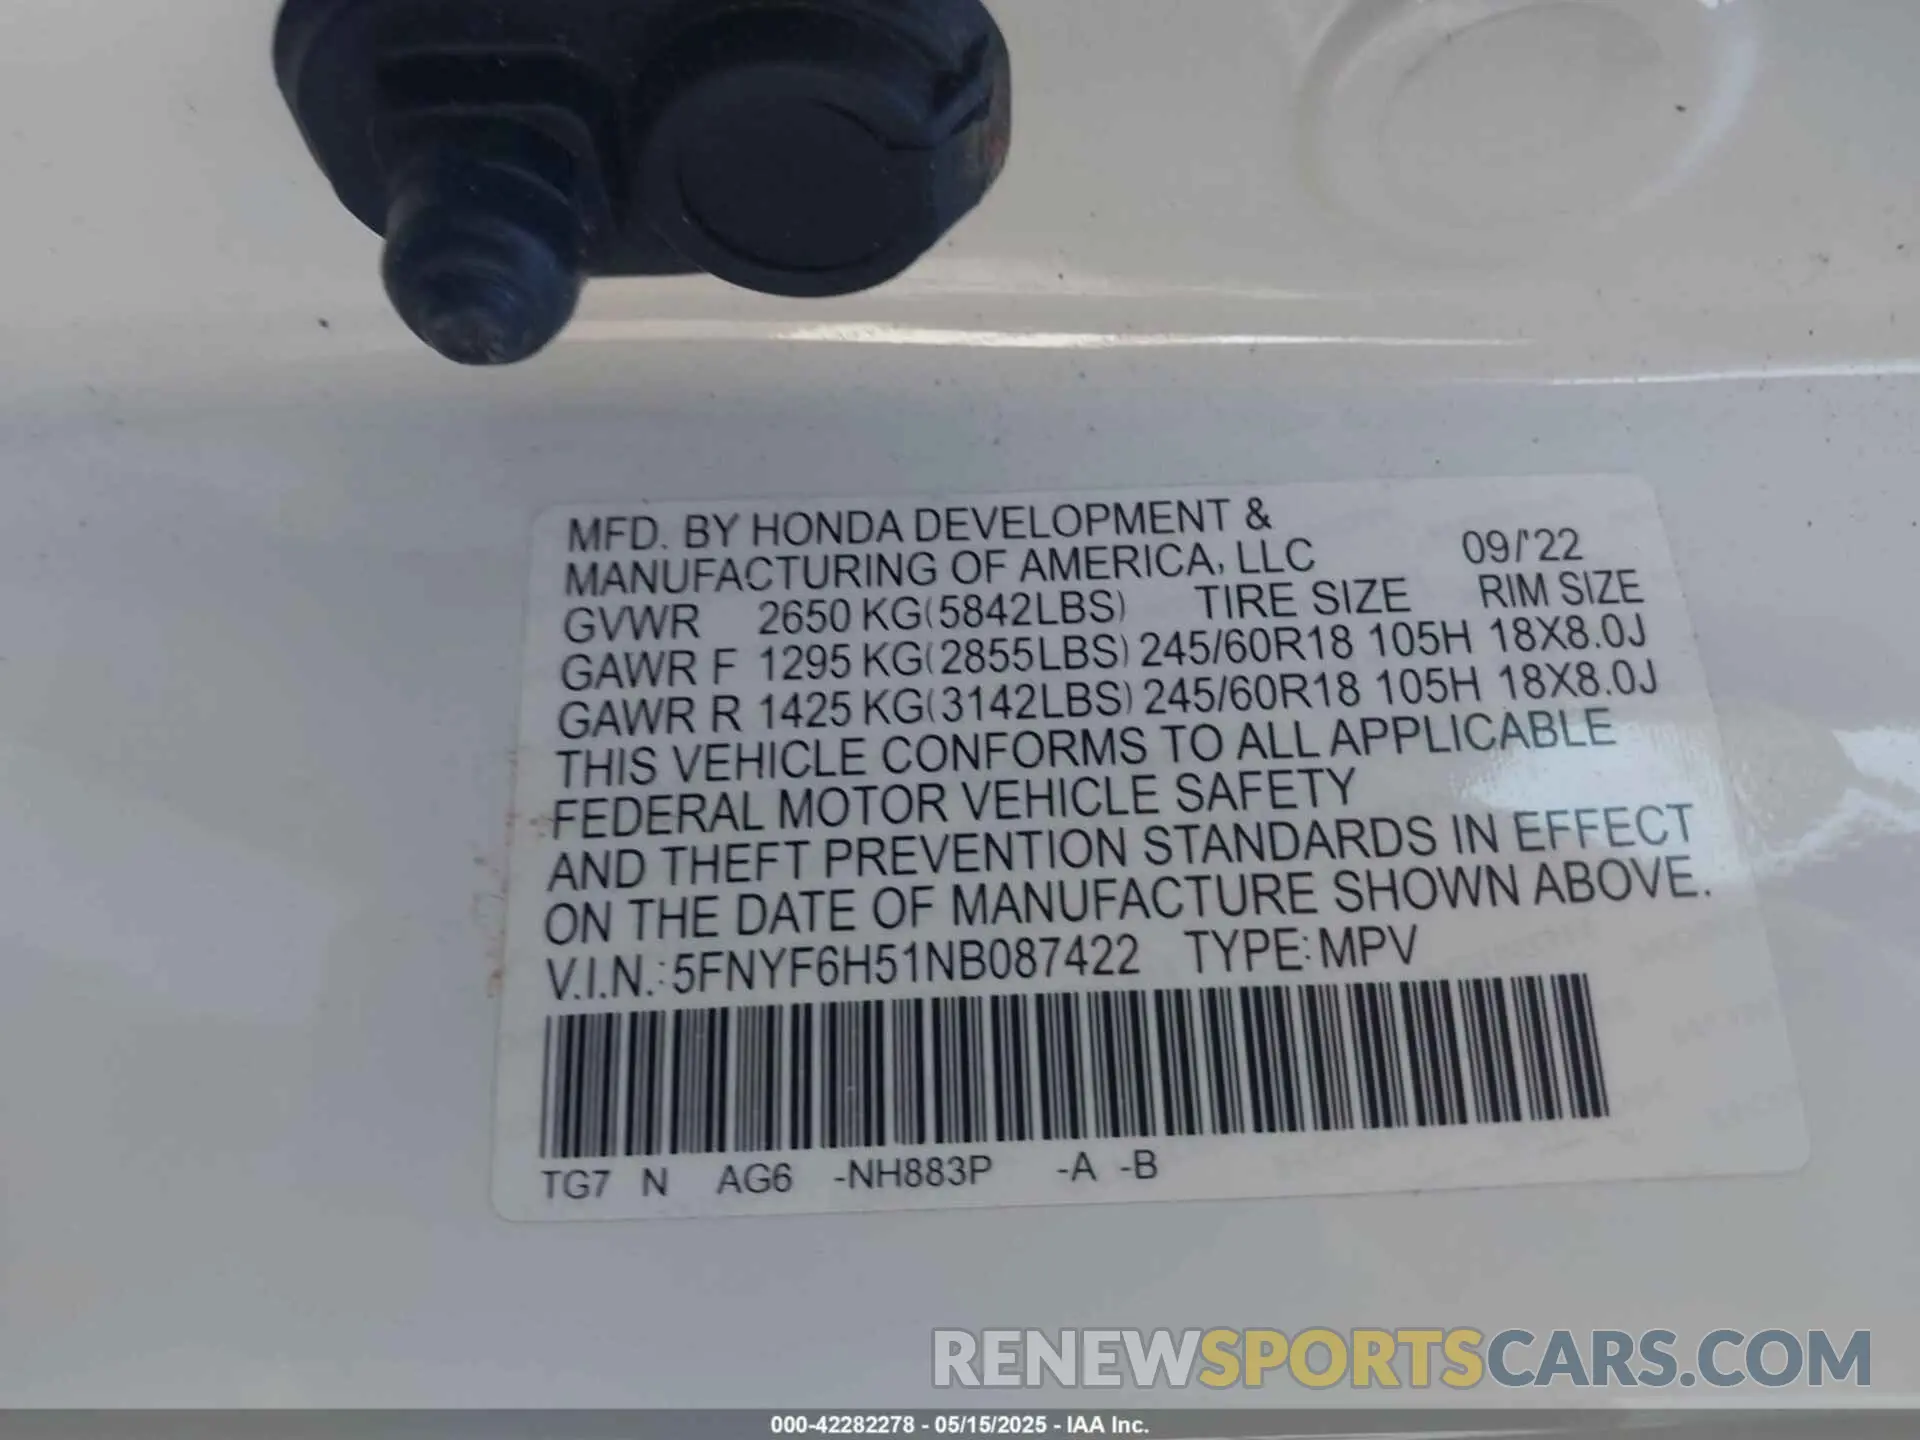 MFD. BY HONDA DEVELOPMENT &
MANUFACTURING OF AMERICA, LLC 09/'22
GVWR 2650 KG(5842LBS) TIRE SIZE RIM SIZE
GAWR F 1295 KG(2855LBS) 245/60R18 105H 18X8.0J
GAWR R 1425 KG(3142LBS) 245/60R18 105H 18X8.0J
THIS VEHICLE CONFORMS TO ALL APPLICABLE
FEDERAL MOTOR VEHICLE SAFETY
AND THEFT PREVENTION STANDARDS IN EFFECT
ON THE DATE OF MANUFACTURE SHOWN ABOVE.
V.I.N.: 5FNYF6H51NB087422 TYPE: MPV
TG7 N AG6 -NH883P -A -B
RENEWSPORTSCARS.COM
000-42282278 - 05/15/2025 - IAA Inc.